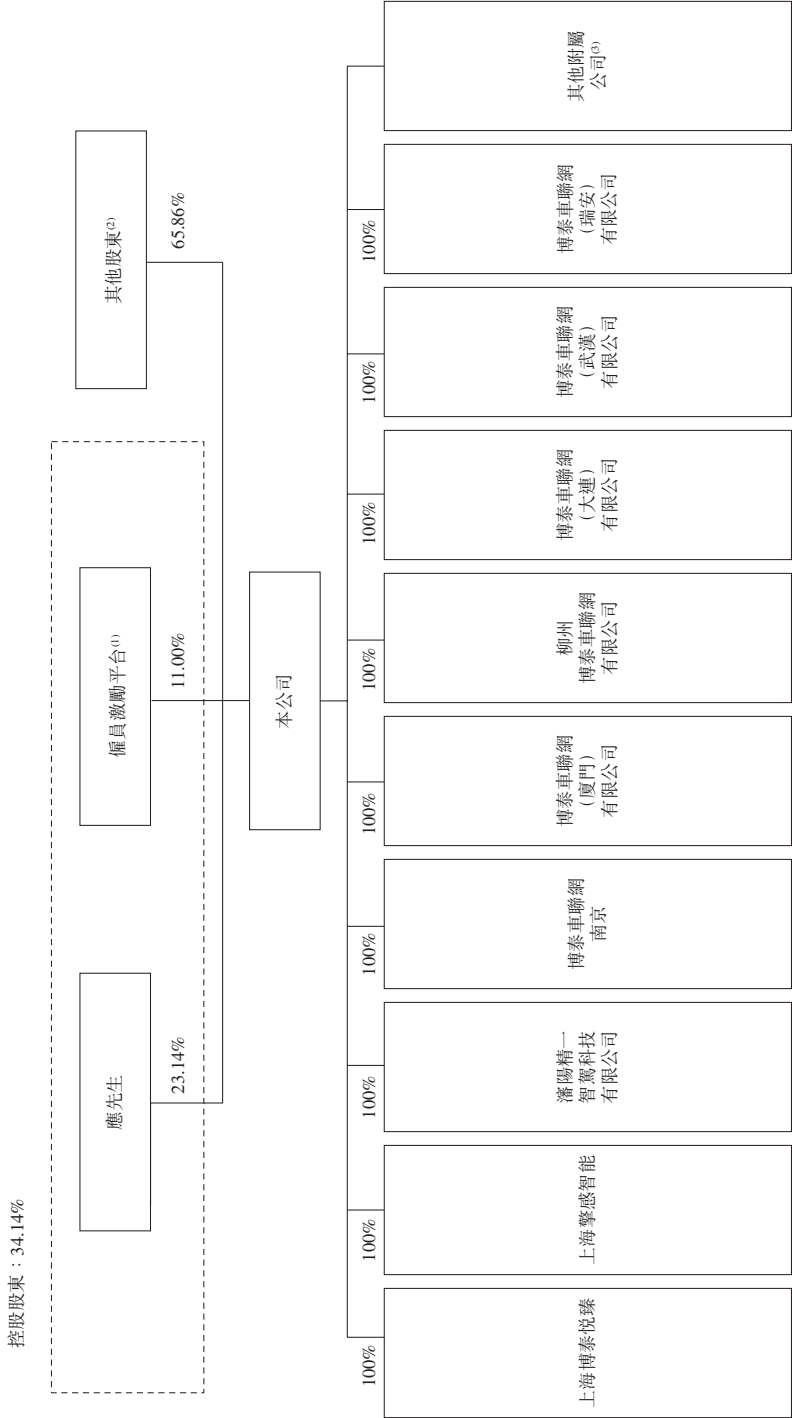 控股股東：34.14%
應先生
僱員激勵平台(1)
其他股東(2)
23.14%
11.00%
65.86%
本公司
100%
100%
100%
100%
100%
100%
100%
100%
100%
上海博泰悦臻
上海擎感智能
瀋陽精一
智駕科技
有限公司
博泰車聯網
南京
博泰車聯網
（廈門）
有限公司
柳州
博泰車聯網
有限公司
博泰車聯網
（大連）
有限公司
博泰車聯網
（武漢）
有限公司
博泰車聯網
（瑞安）
有限公司
其他附屬
公司(3)